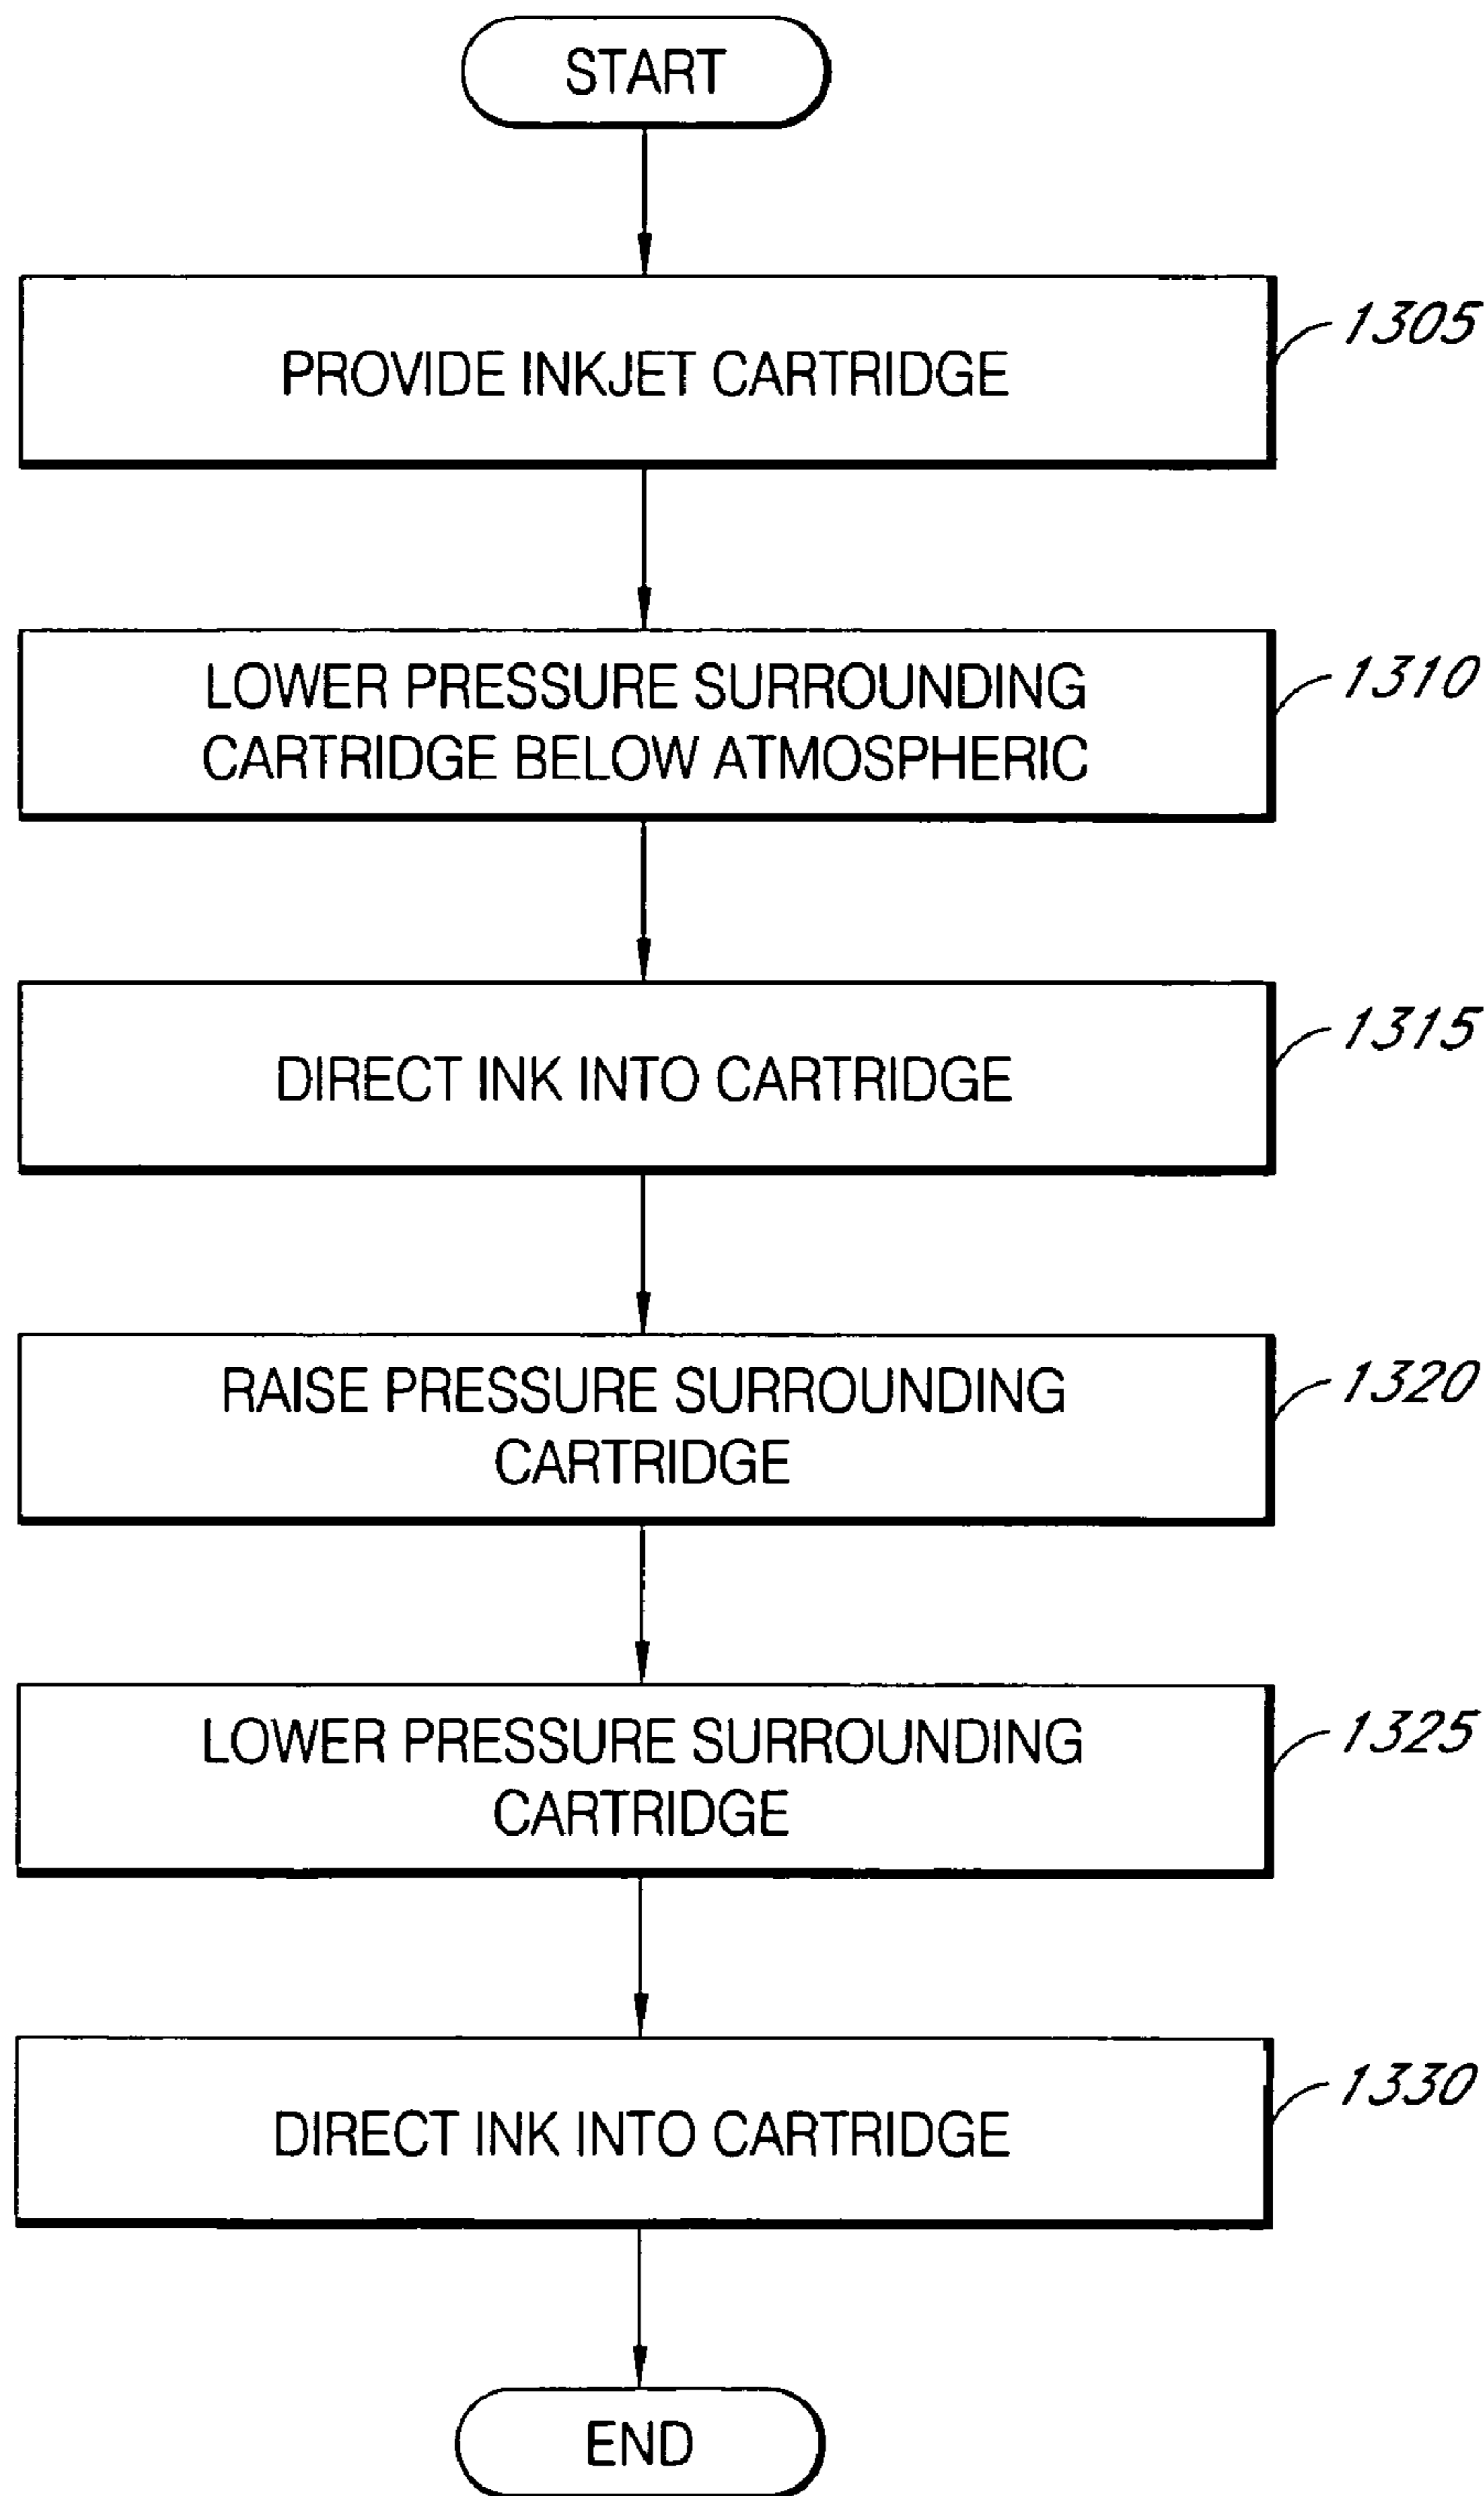 START
PROVIDE INKJET CARTRIDGE
1305
LOWER PRESSURE SURROUNDING
CARTRIDGE BELOW ATMOSPHERIC
1310
DIRECT INK INTO CARTRIDGE
1315
RAISE PRESSURE SURROUNDING
CARTRIDGE
1320
LOWER PRESSURE SURROUNDING
CARTRIDGE
1325
DIRECT INK INTO CARTRIDGE
1330
END